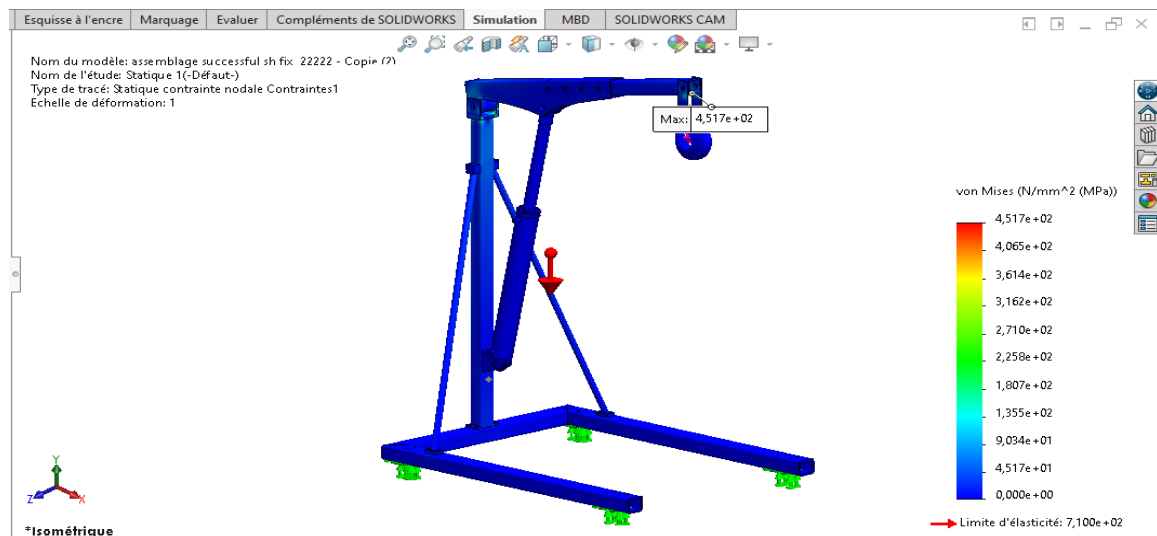 Esquisse à l'encre Marquage Evaluer Compléments de SOLIDWORKS Simulation MBD SOLIDWORKS CAM
Nom du modèle: assemblage successful sh fix 22222 - Copie (2)
Nom de l'étude: Statique 1(-Défaut-)
Type de tracé: Statique contrainte nodale Contraintes1
Echelle de déformation: 1
Max: 4,517e+02
von Mises (N/mm^2 (MPa))
4,517e+02
4,065e+02
3,614e+02
3,162e+02
2,710e+02
2,258e+02
1,807e+02
1,355e+02
9,034e+01
4,517e+01
0,000e+00
Limite d'élasticité: 7,100e+02
Y
Z X
*Isométrique